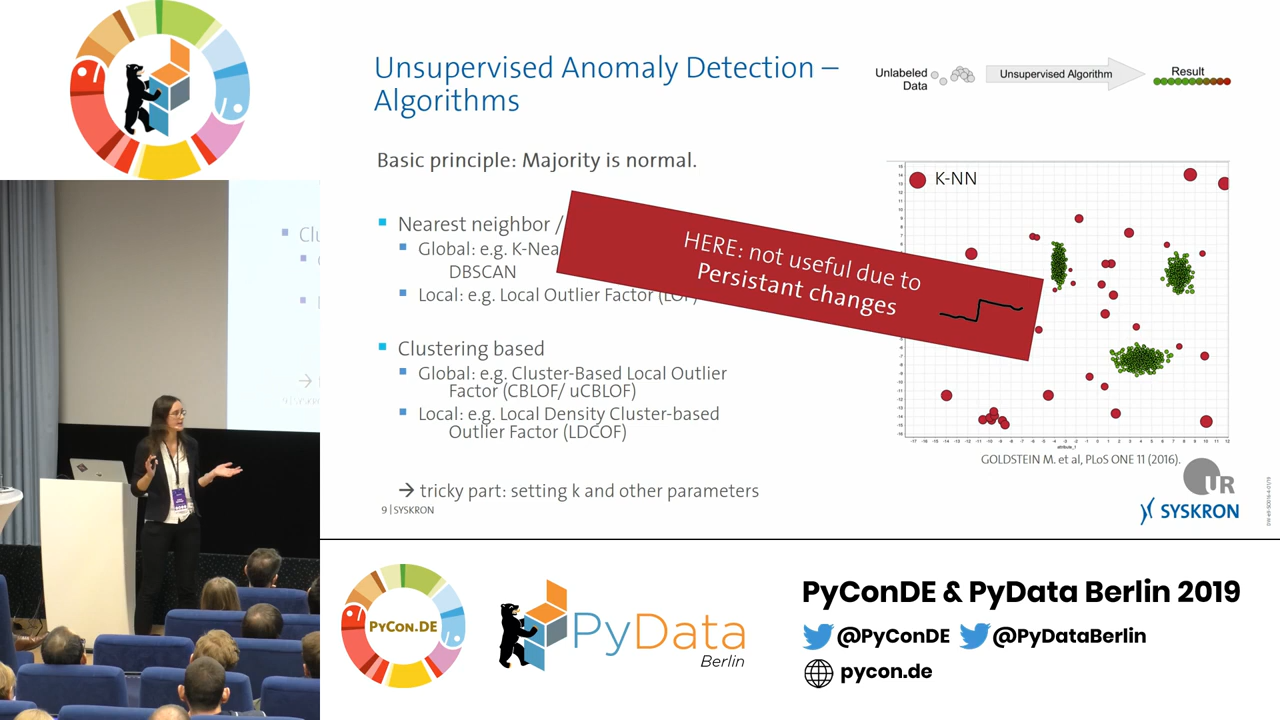 Unsupervised Anomaly Detection –
Algorithms
Unlabeled
Data
Unsupervised Algorithm
Result
Basic principle: Majority is normal.
Nearest neighbor /
Global: e.g. K-Nea
DBSCAN
Local: e.g. Local Outlier Factor (LOF)
HERE: not useful due to
Persistant changes
Clustering based
Global: e.g. Cluster-Based Local Outlier
Factor (CBLOF/ uCBLOF)
Local: e.g. Local Density Cluster-based
Outlier Factor (LDCOF)
→ tricky part: setting k and other parameters
9 | SYSKRON
K-NN
attribute_1
GOLDSTEIN M. et al, PLoS ONE 11 (2016).
UR
SYSKRON
Clu
PyCon.DE
PyData
Berlin
PyConDE & PyData Berlin 2019
@PyConDE @PyDataBerlin
pycon.de